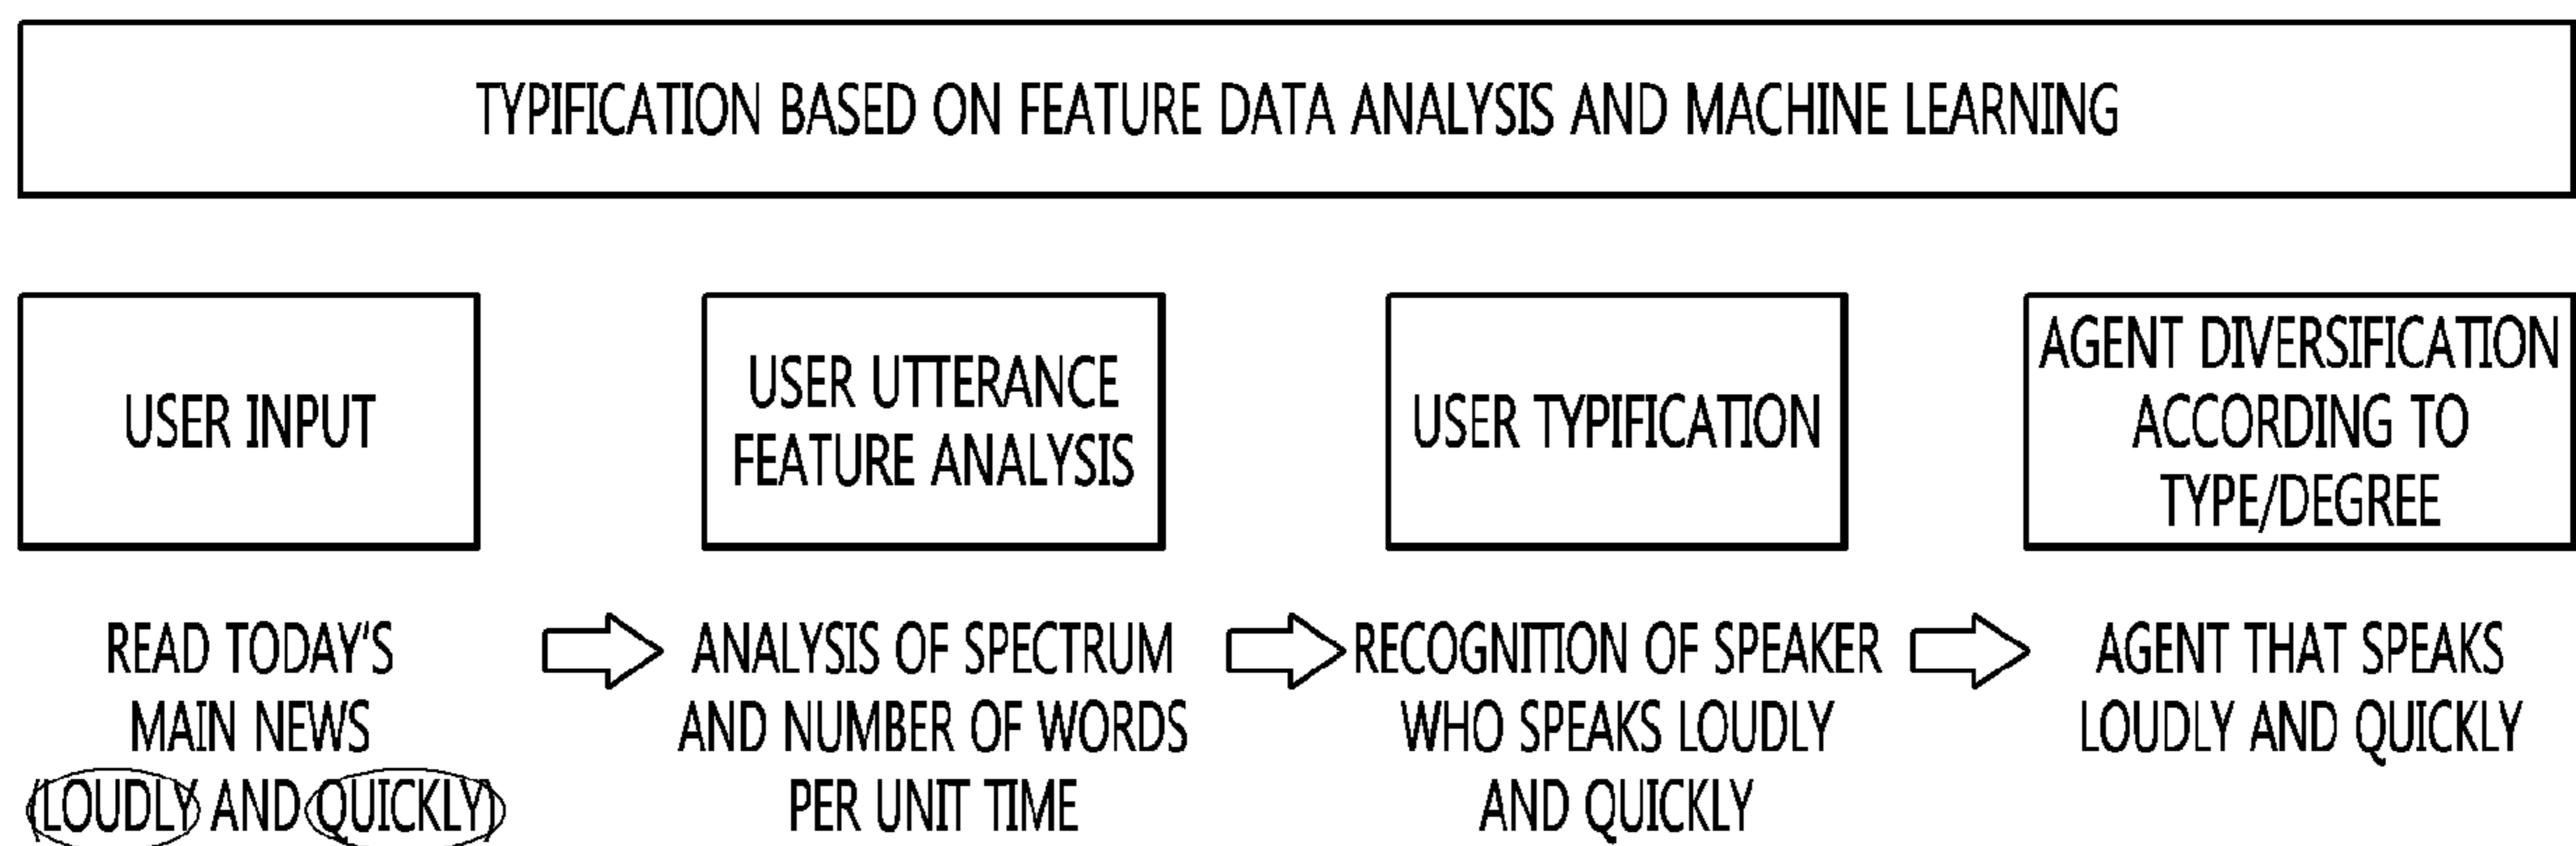 TYPIFICATION BASED ON FEATURE DATA ANALYSIS AND MACHINE LEARNING
USER INPUT
USER UTTERANCE
FEATURE ANALYSIS
USER TYPIFICATION
AGENT DIVERSIFICATION
ACCORDING TO
TYPE/DEGREE
READ TODAY'S
MAIN NEWS
(LOUDLY AND QUICKLY)
ANALYSIS OF SPECTRUM
AND NUMBER OF WORDS
PER UNIT TIME
RECOGNITION OF SPEAKER
WHO SPEAKS LOUDLY
AND QUICKLY
AGENT THAT SPEAKS
LOUDLY AND QUICKLY